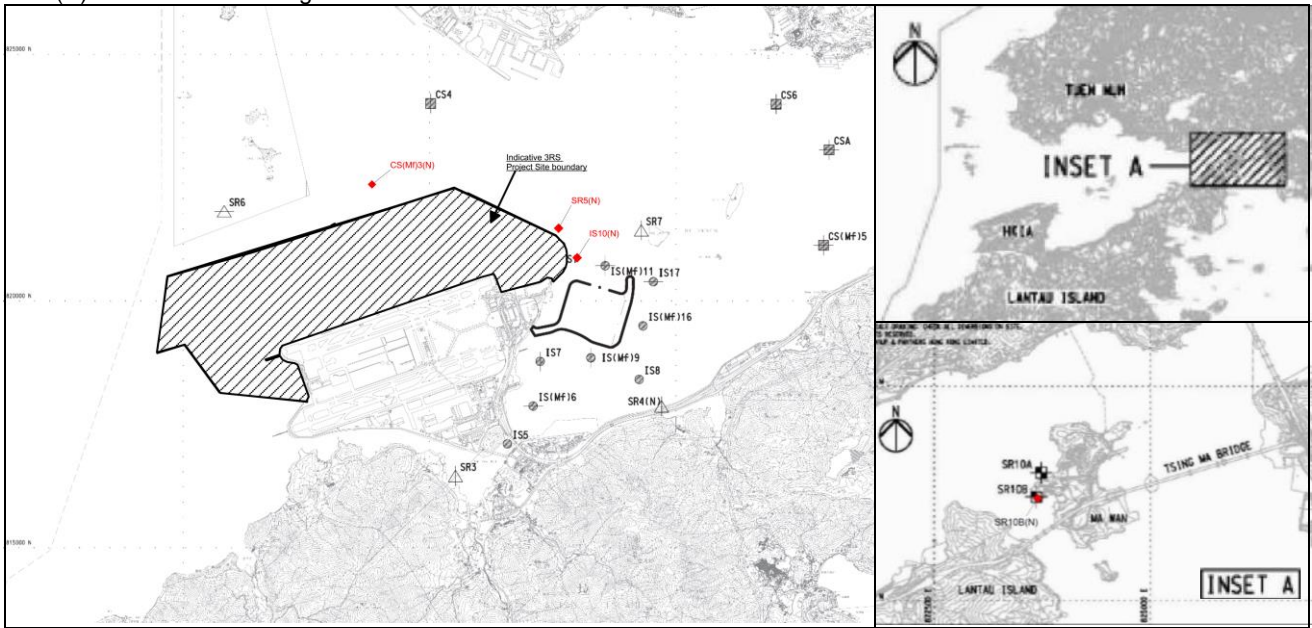 825000 N
CS4
CS6
CSA
CS(Mf)3(N)
Indicative 3RS
Project Site boundary
SR6
SR5(N)
SR7
IS10(N)
CS(Mf)5
IS(Mf)11
IS17
820000 N
IS(Mf)16
IS7
IS(Mf)9
IS8
IS(Mf)6
SR4(N)
IS5
SR3
815000 N
N
TUEN MUN
INSET A
HKIA
LANTAU ISLAND
N
SR10A
SR10B
SR10B(N)
TSING MA BRIDGE
MA WAN
LANTAU ISLAND
INSET A
825000 E